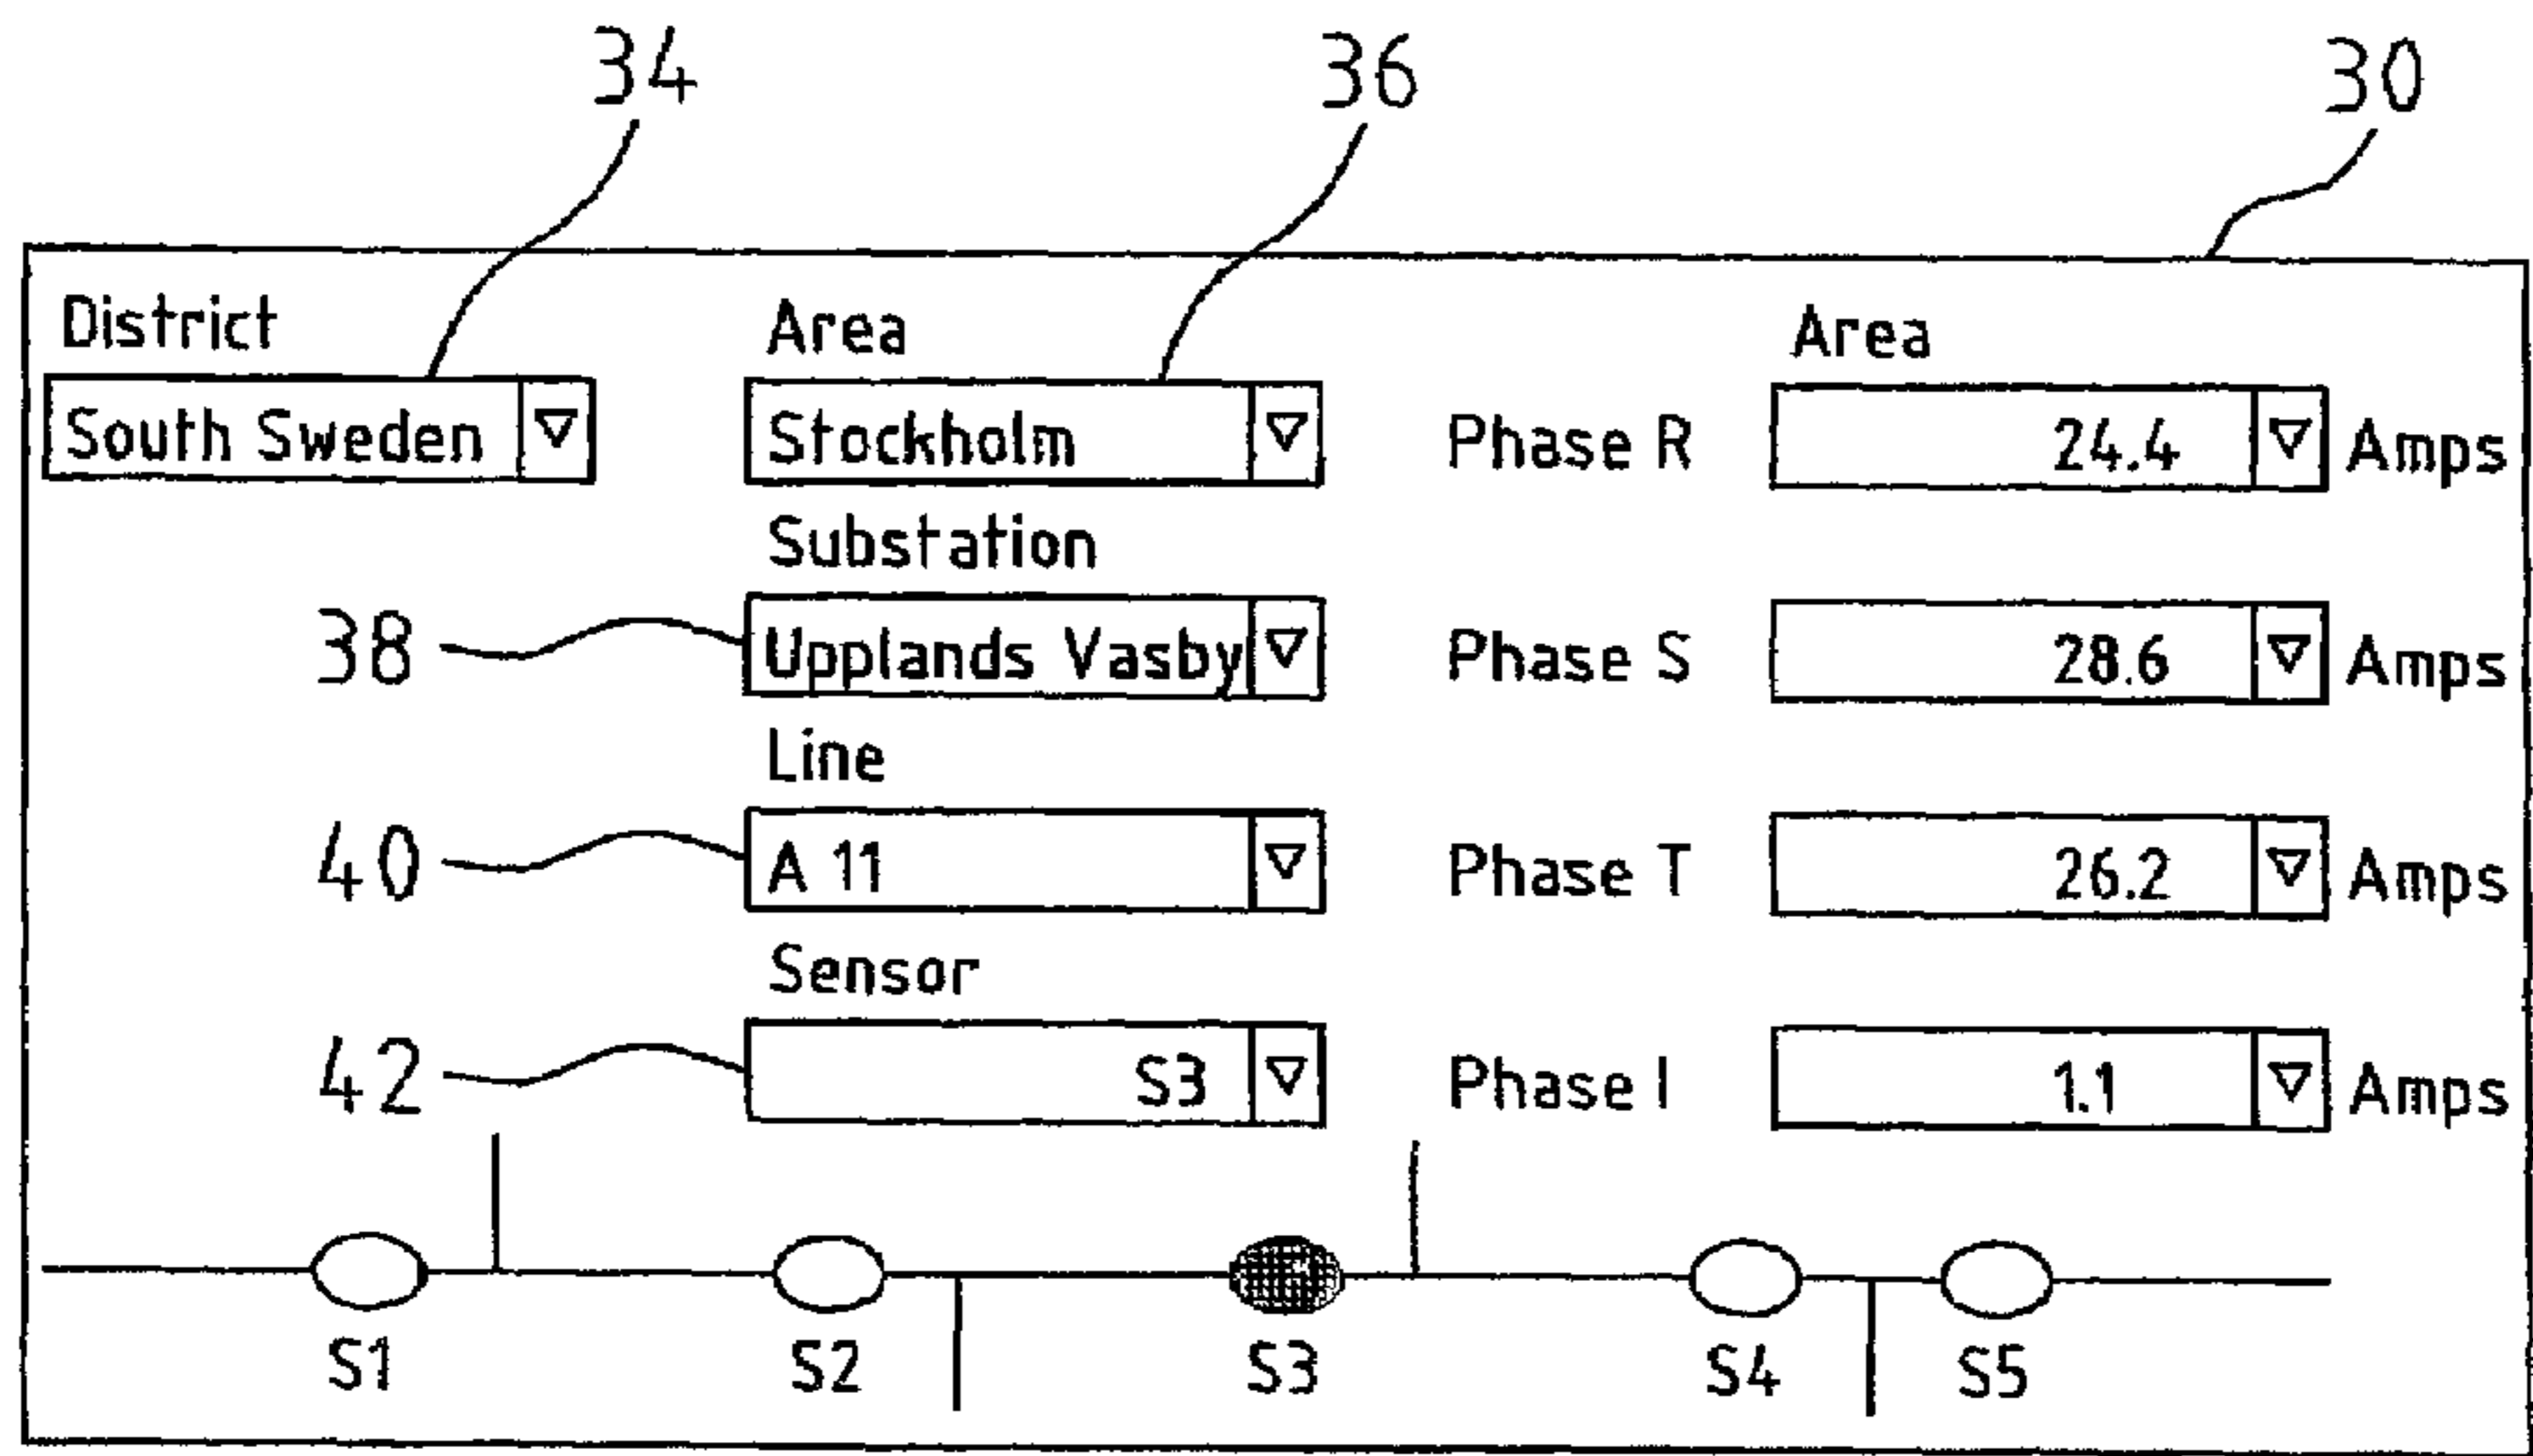 34 36 30
District Area Area
South Sweden Stockholm Phase R 24.4 Amps
Substation
38 Upplands Vasby Phase S 28.6 Amps
Line
40 A 11 Phase T 26.2 Amps
Sensor
42 S3 Phase I 1.1 Amps
S1 S2 S3 S4 S5